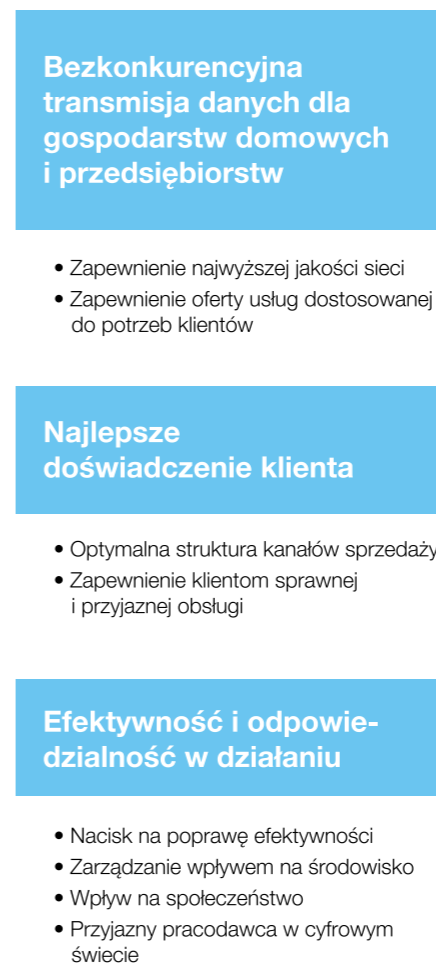 Bezkonkurencyjna
transmisja danych dla
gospodarstw domowych
i przedsiębiorstw
• Zapewnienie najwyższej jakości sieci
• Zapewnienie oferty usług dostosowanej
do potrzeb klientów
Najlepsze
doświadczenie klienta
• Optymalna struktura kanałów sprzedaży
• Zapewnienie klientom sprawnej
i przyjaznej obsługi
Efektywność i odpowie-
dzialność w działaniu
• Nacisk na poprawę efektywności
• Zarządzanie wpływem na środowisko
• Wpływ na społeczeństwo
• Przyjazny pracodawca w cyfrowym
świecie